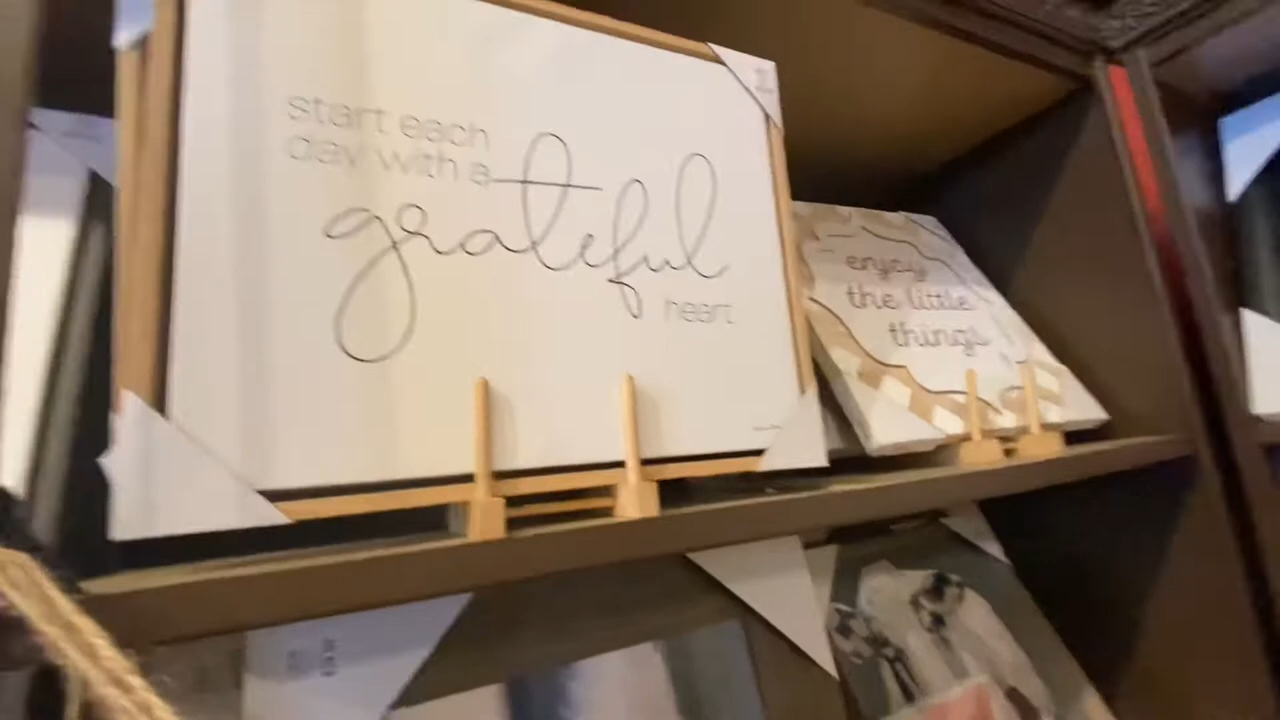 start each
day with a
grateful
heart
enjoy
the little
things